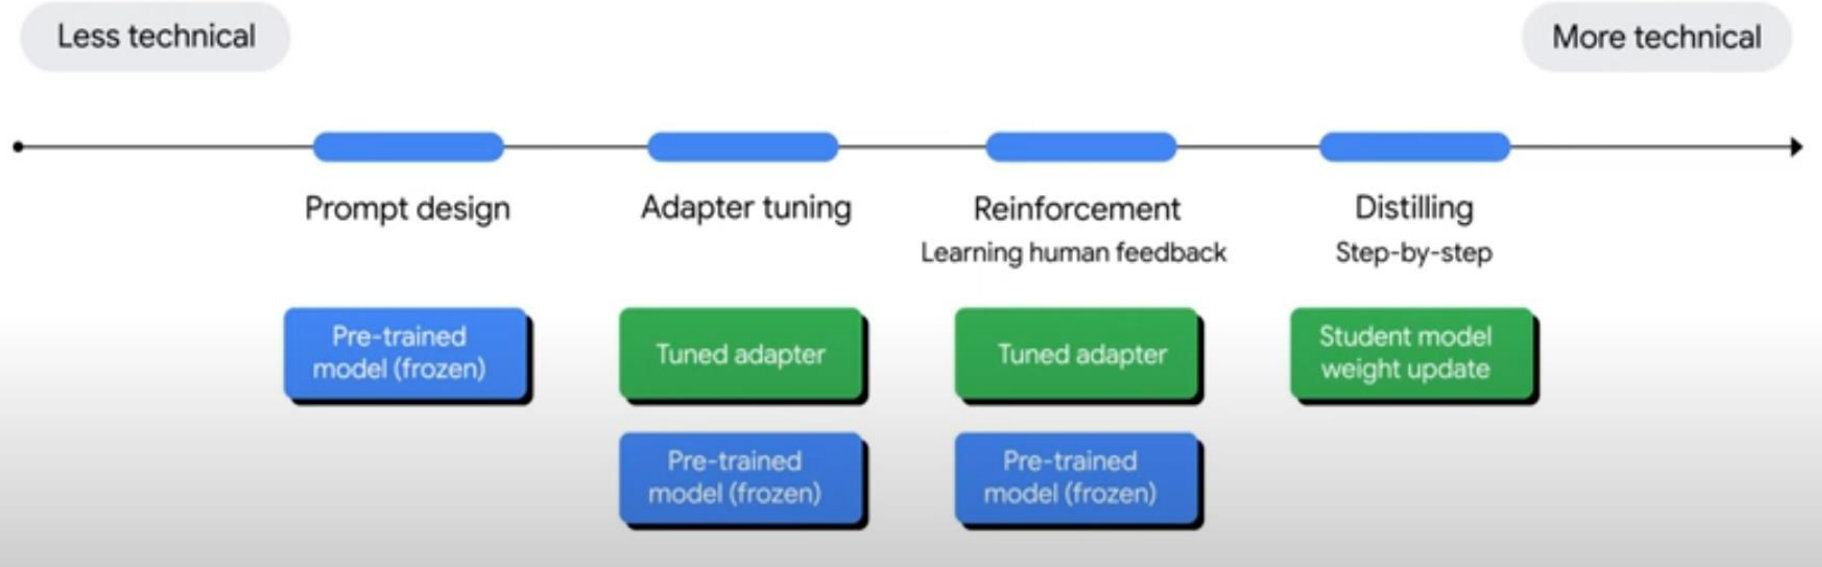 Less technical
More technical
Prompt design
Adapter tuning
Reinforcement
Learning human feedback
Distilling
Step-by-step
Pre-trained
model (frozen)
Tuned adapter
Tuned adapter
Student model
weight update
Pre-trained
model (frozen)
Pre-trained
model (frozen)